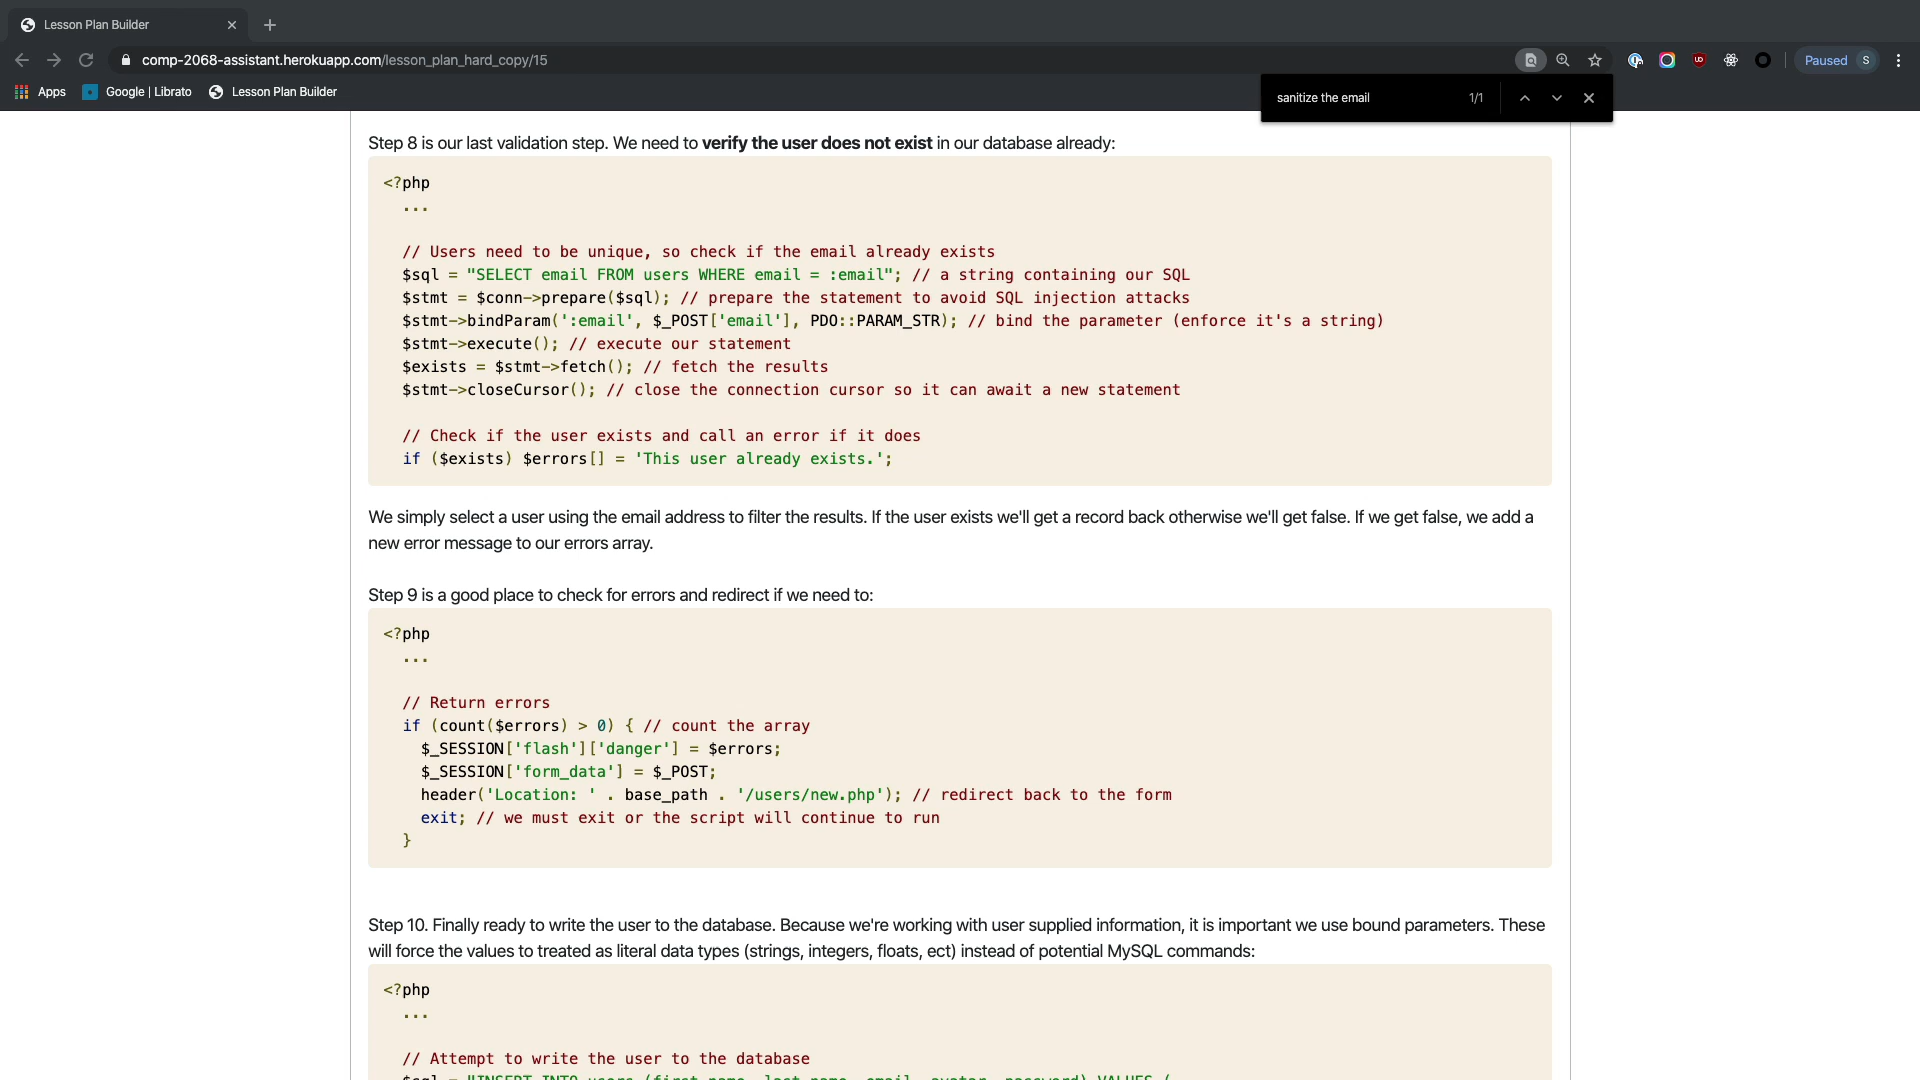 Lesson Plan Builder
comp-2068-assistant.herokuapp.com/lesson_plan_hard_copy/15
Paused S
Apps Google | Librato Lesson Plan Builder
sanitize the email 1/1
Step 8 is our last validation step. We need to verify the user does not exist in our database already:
<?php
...
// Users need to be unique, so check if the email already exists
$sql = "SELECT email FROM users WHERE email = :email"; // a string containing our SQL
$stmt = $conn->prepare($sql); // prepare the statement to avoid SQL injection attacks
$stmt->bindParam(':email', $_POST['email'], PDO::PARAM_STR); // bind the parameter (enforce it's a string)
$stmt->execute(); // execute our statement
$exists = $stmt->fetch(); // fetch the results
$stmt->closeCursor(); // close the connection cursor so it can await a new statement
// Check if the user exists and call an error if it does
if ($exists) $errors[] = 'This user already exists.';
We simply select a user using the email address to filter the results. If the user exists we'll get a record back otherwise we'll get false. If we get false, we add a
new error message to our errors array.
Step 9 is a good place to check for errors and redirect if we need to:
<?php
...
// Return errors
if (count($errors) > 0) { // count the array
$_SESSION['flash']['danger'] = $errors;
$_SESSION['form_data'] = $_POST;
header('Location: ' . base_path . '/users/new.php'); // redirect back to the form
exit; // we must exit or the script will continue to run
}
Step 10. Finally ready to write the user to the database. Because we're working with user supplied information, it is important we use bound parameters. These
will force the values to treated as literal data types (strings, integers, floats, ect) instead of potential MySQL commands:
<?php
...
// Attempt to write the user to the database
$sql = "INSERT INTO users (first_name, last_name, email, avatar, password) VALUES (